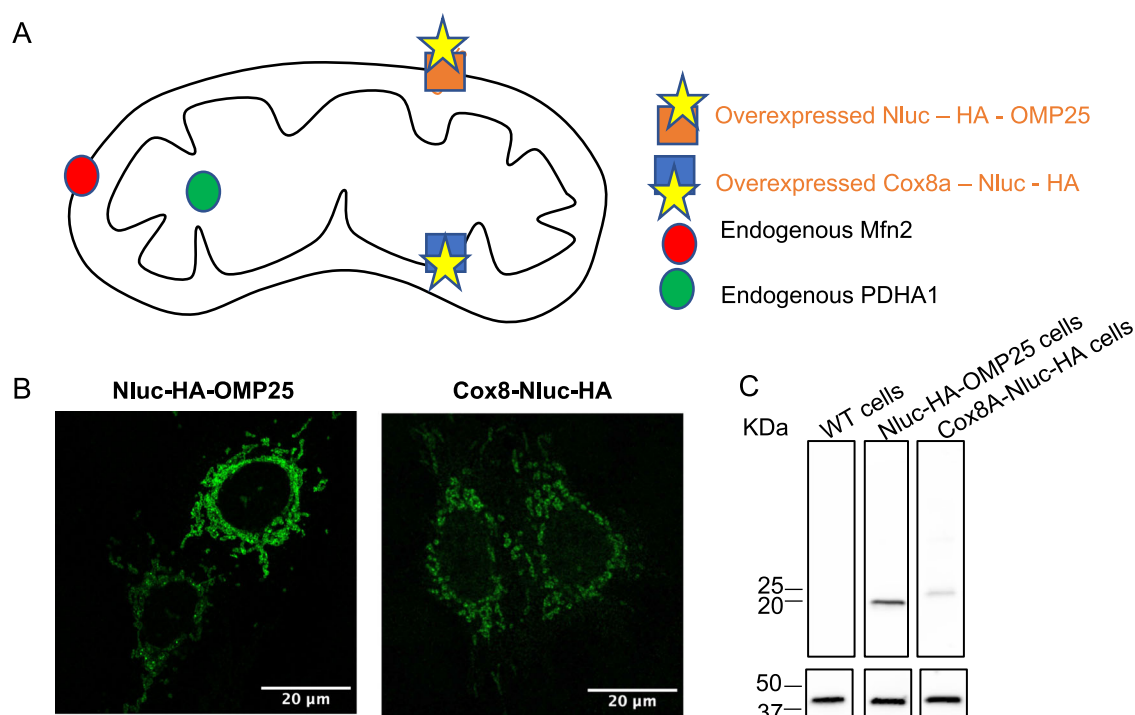 A
Overexpressed Nluc – HA - OMP25
Overexpressed Cox8a – Nluc - HA
Endogenous Mfn2
Endogenous PDHA1
B
Nluc-HA-OMP25
Cox8-Nluc-HA
20 µm
20 µm
C
KDa
WT cells
Nluc-HA-OMP25 cells
Cox8A-Nluc-HA cells
25
20
50
37